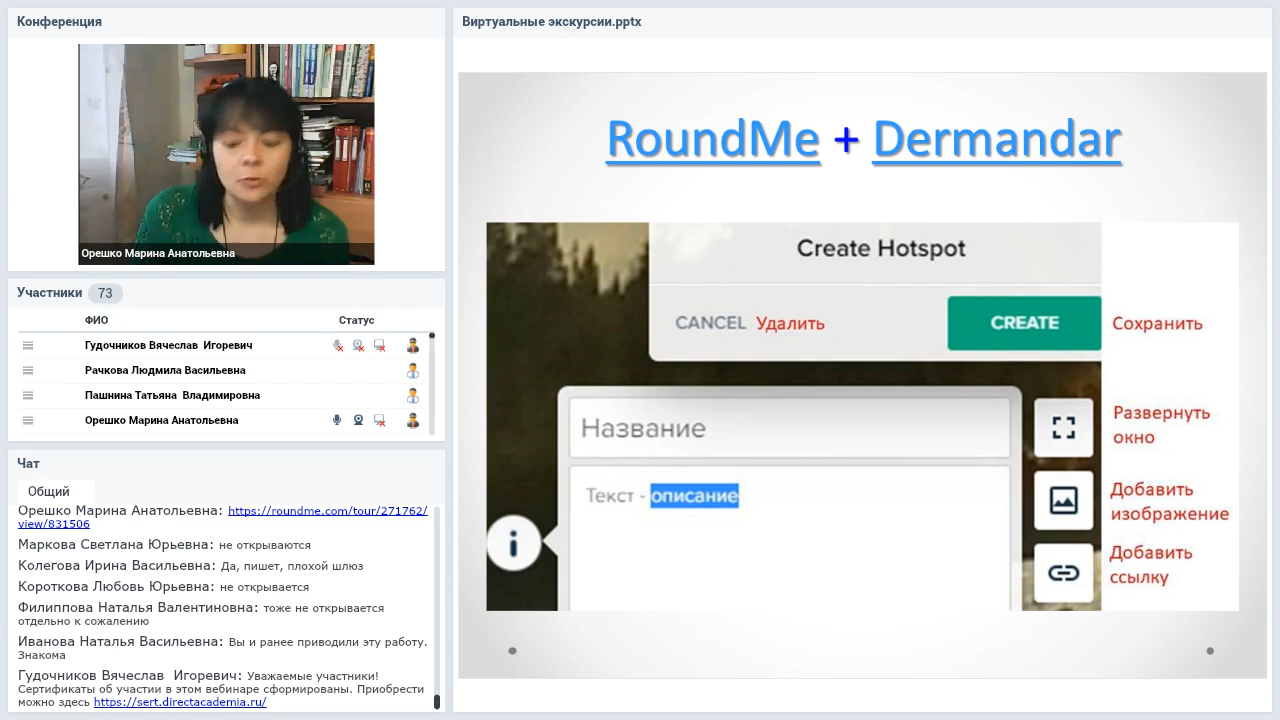 Конференция
Орешко Марина Анатольевна
Участники 73
ФИО Статус
Гудочников Вячеслав Игоревич
Рачкова Людмила Васильевна
Пашнина Татьяна Владимировна
Орешко Марина Анатольевна
Чат
Общий
Орешко Марина Анатольевна: https://roundme.com/tour/271762/
view/831506
Маркова Светлана Юрьевна: не открываются
Колегова Ирина Васильевна: Да, пишет, плохой шлюз
Короткова Любовь Юрьевна: не открывается
Филиппова Наталья Валентиновна: тоже не открывается
отдельно к сожалению
Иванова Наталья Васильевна: Вы и ранее приводили эту работу.
Знакома
Гудочников Вячеслав Игоревич: Уважаемые участники!
Сертификаты об участии в этом вебинаре сформированы. Приобрести
можно здесь https://sert.directacademia.ru/
Виртуальные экскурсии.pptx
RoundMe + Dermandar
Create Hotspot
CANCEL Удалить CREATE Сохранить
Название
Развернуть
окно
Текст - описание
Добавить
изображение
Добавить
ссылку